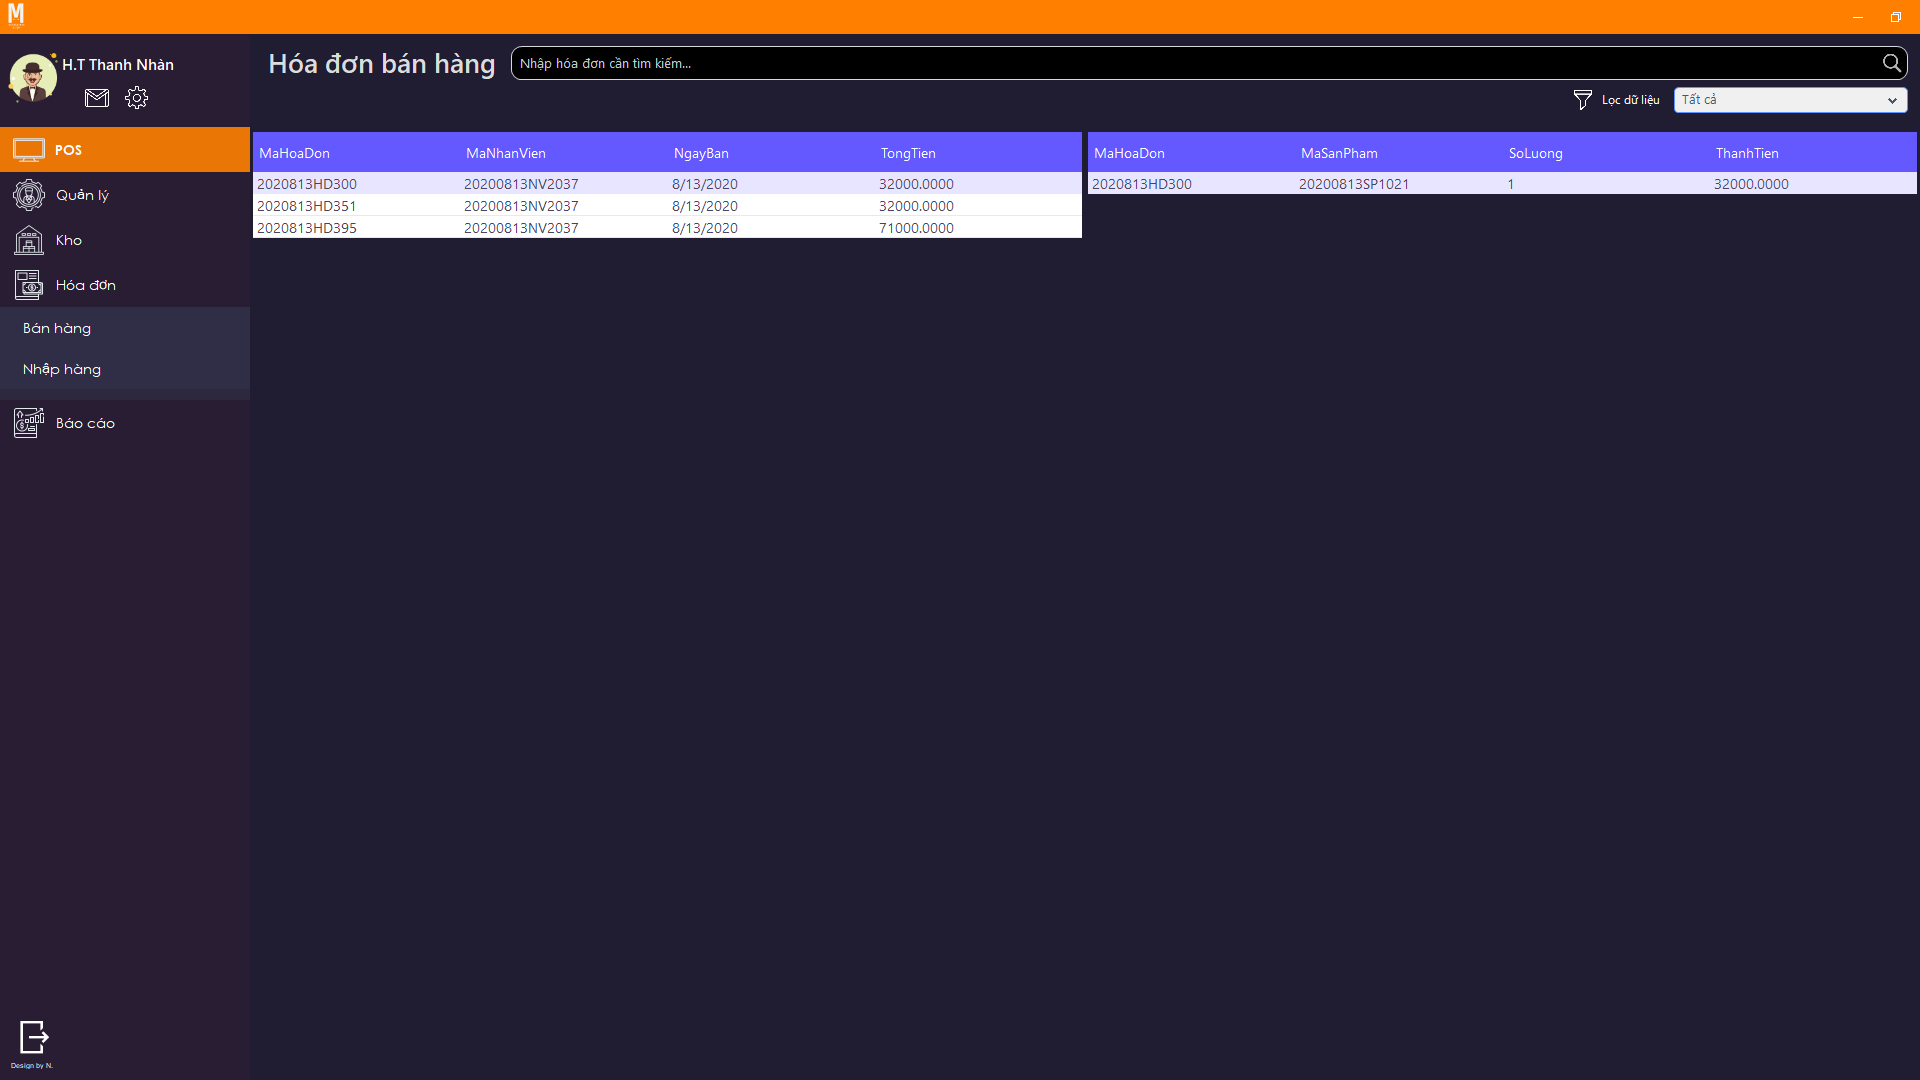 M
H.T Thanh Nhàn
Hóa đơn bán hàng
Nhập hóa đơn cần tìm kiếm...
Lọc dữ liệu
Tất cả
POS
Quản lý
Kho
Hóa đơn
Bán hàng
Nhập hàng
Báo cáo
MaHoaDon MaNhanVien NgayBan TongTien
2020813HD300 20200813NV2037 8/13/2020 32000.0000
2020813HD351 20200813NV2037 8/13/2020 32000.0000
2020813HD395 20200813NV2037 8/13/2020 71000.0000
MaHoaDon MaSanPham SoLuong ThanhTien
2020813HD300 20200813SP1021 1 32000.0000
Design by N.